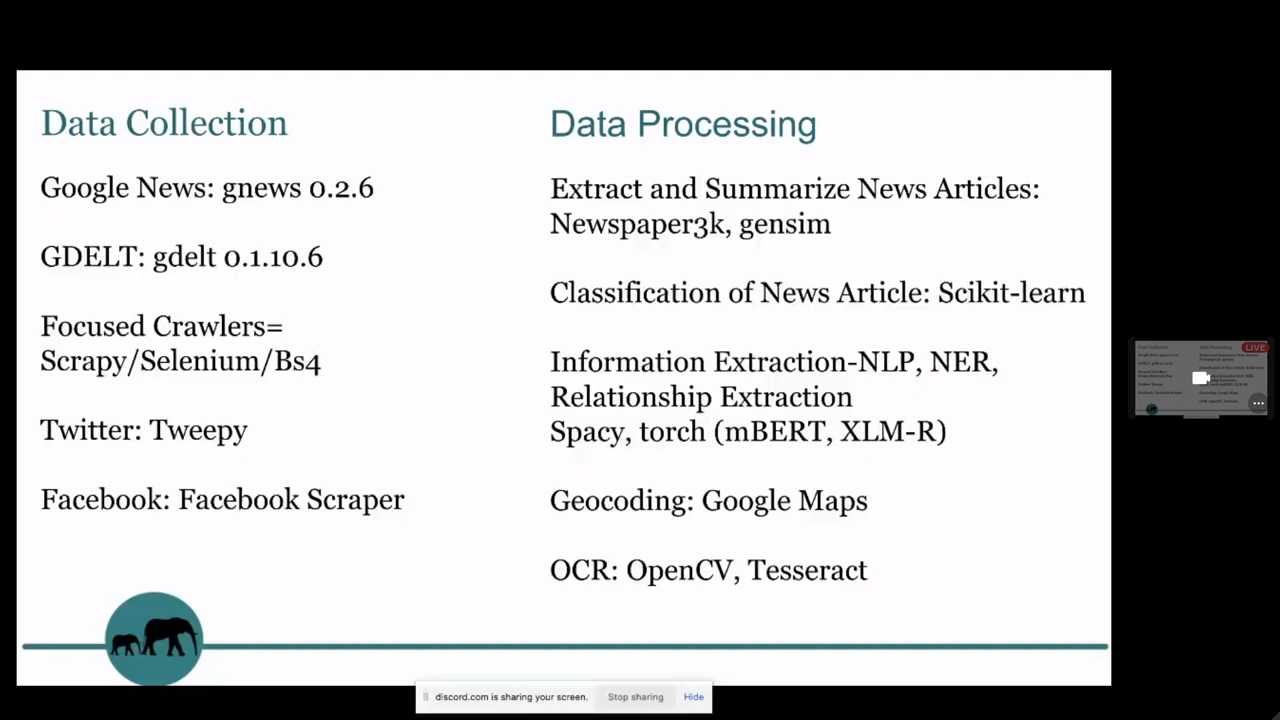 Data Collection
Google News: gnews 0.2.6
GDELT: gdelt 0.1.10.6
Focused Crawlers=
Scrapy/Selenium/Bs4
Twitter: Tweepy
Facebook: Facebook Scraper
Data Processing
Extract and Summarize News Articles:
Newspaper3k, gensim
Classification of News Article: Scikit-learn
Information Extraction-NLP, NER,
Relationship Extraction
Spacy, torch (mBERT, XLM-R)
Geocoding: Google Maps
OCR: OpenCV, Tesseract
LIVE
discord.com is sharing your screen.
Stop sharing
Hide